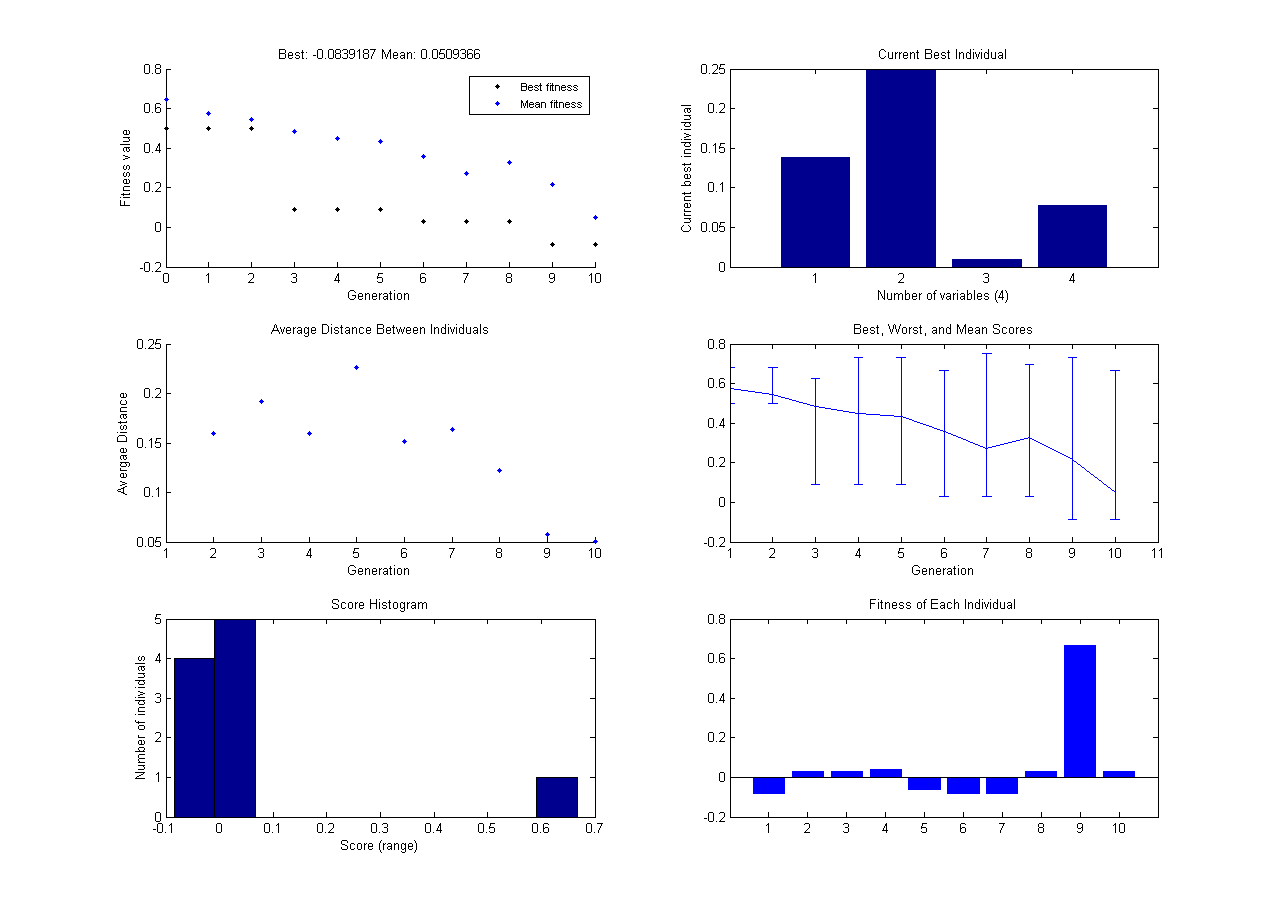 Best: -0.0839187 Mean: 0.0509366
0.8
0.6
0.4
0.2
0
-0.2
Fitness value
Best fitness
Mean fitness
0 1 2 3 4 5 6 7 8 9 10
Generation
Current Best Individual
0.25
0.2
0.15
0.1
0.05
0
Current best individual
1 2 3 4
Number of variables (4)
Average Distance Between Individuals
0.25
0.2
0.15
0.1
0.05
Avergae Distance
1 2 3 4 5 6 7 8 9 10
Generation
Best, Worst, and Mean Scores
0.8
0.6
0.4
0.2
0
-0.2
1 2 3 4 5 6 7 8 9 10 11
Generation
Score Histogram
5
4
3
2
1
0
Number of individuals
-0.1 0 0.1 0.2 0.3 0.4 0.5 0.6 0.7
Score (range)
Fitness of Each Individual
0.8
0.6
0.4
0.2
0
-0.2
1 2 3 4 5 6 7 8 9 10